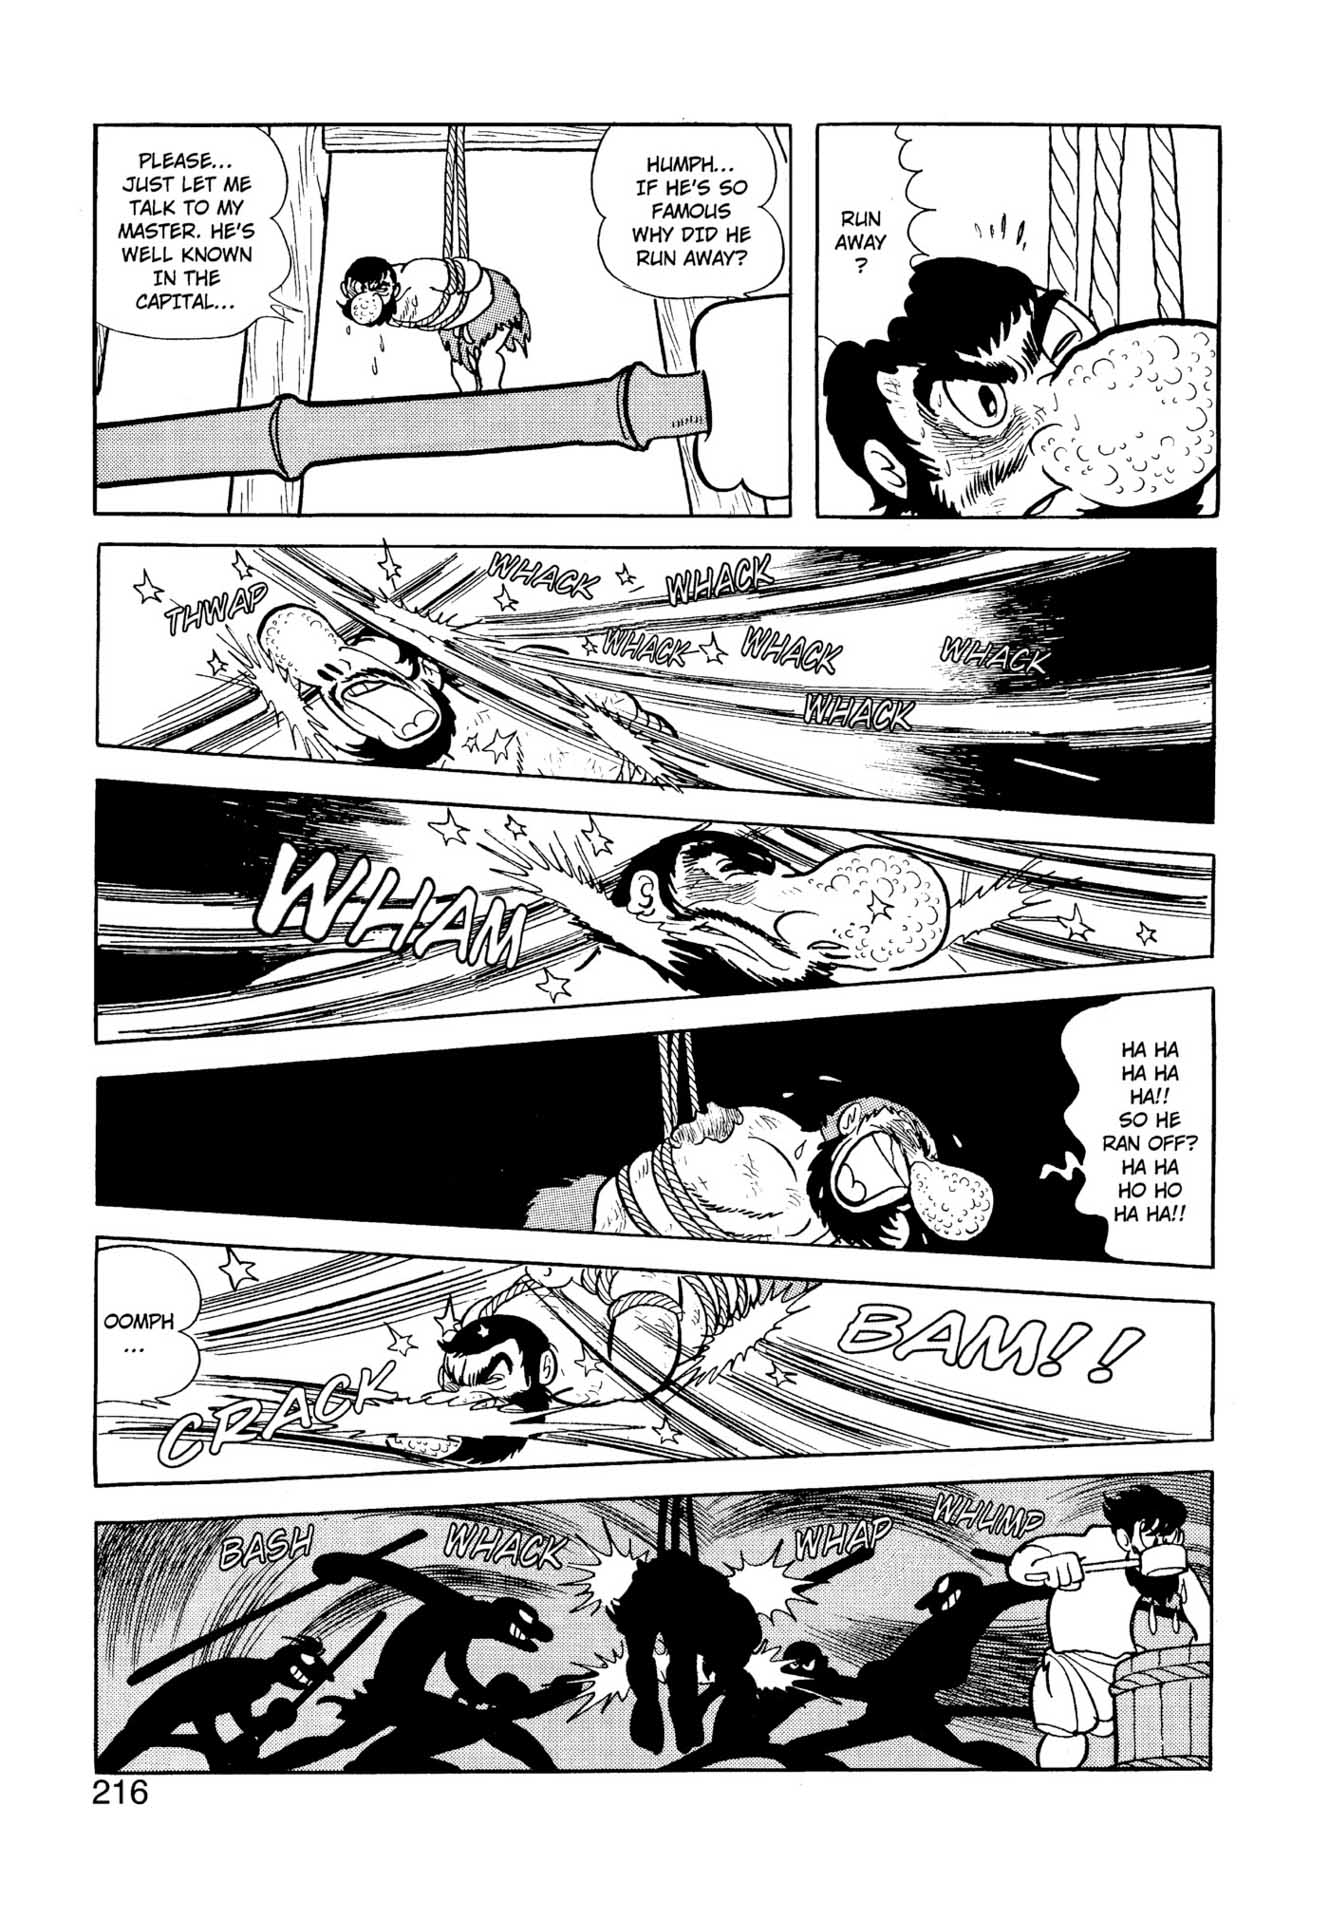 PLEASE...
JUST LET ME
TALK TO MY
MASTER. HE'S
WELL KNOWN
IN THE
CAPITAL...
HUMPH...
IF HE'S SO
FAMOUS
WHY DID HE
RUN AWAY?
RUN
AWAY
?
THWAP
WHACK
WHACK
WHACK
WHACK
WHACK
WHACK
WHAM
HA HA
HA HA
HA!!
SO HE
RAN OFF?
HA HA
HO HO
HA HA!!
OOMPH
...
CRACK
BAM!!
BASH
WHACK
WHAP
WHUMP
216